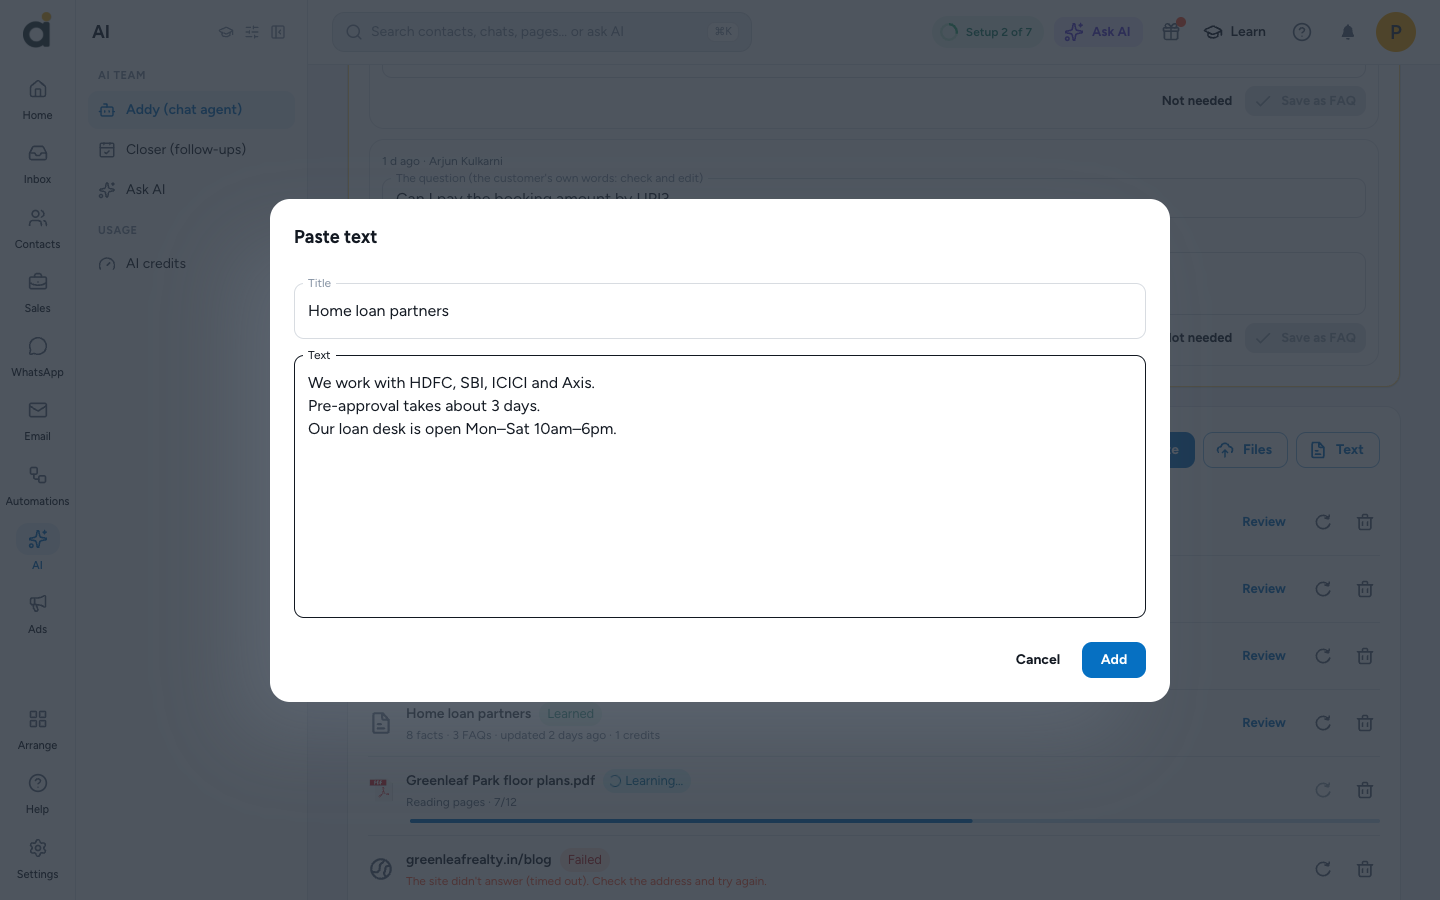 AI
Search contacts, chats, pages... or ask AI
⌘K
Setup 2 of 7
Ask AI
Learn
P
Home
Inbox
Contacts
Sales
WhatsApp
Email
Automations
AI
Ads
Arrange
Help
Settings
AI TEAM
Addy (chat agent)
Closer (follow-ups)
Ask AI
USAGE
AI credits
Not needed
Save as FAQ
1 d ago · Arjun Kulkarni
The question (the customer's own words: check and edit)
Can I pay the booking amount by UPI?
Not needed
Save as FAQ
Paste text
Title
Home loan partners
Text
We work with HDFC, SBI, ICICI and Axis.
Pre-approval takes about 3 days.
Our loan desk is open Mon–Sat 10am–6pm.
Cancel
Add
Files
Text
Review
Review
Review
Home loan partners
Learned
8 facts · 3 FAQs · updated 2 days ago · 1 credits
Review
Greenleaf Park floor plans.pdf
Learning...
Reading pages · 7/12
greenleafrealty.in/blog
Failed
The site didn't answer (timed out). Check the address and try again.